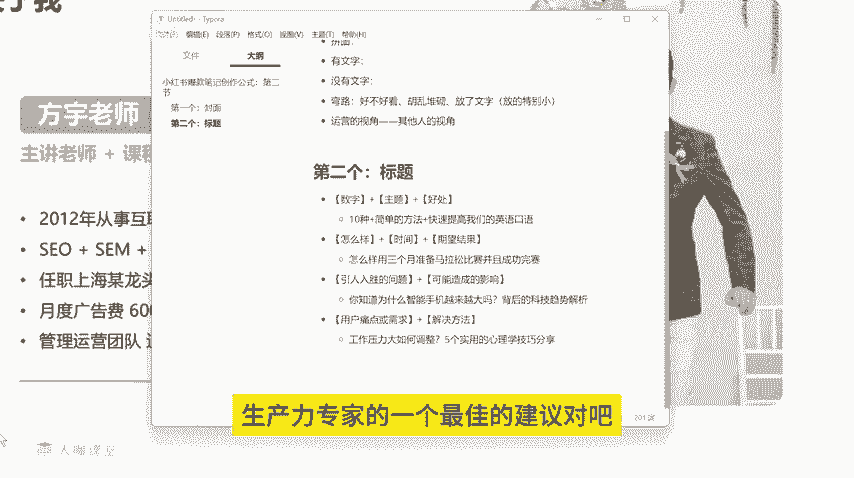 关于我
Untitled - Typora
文件(F) 编辑(E) 段落(P) 格式(O) 视图(V) 主题(T) 帮助(H)
文件 大纲
小红书爆款笔记创作公式：第二节
第一个：封面
第二个：标题
拼图：
有文字：
没有文字：
弯路：好不好看、胡乱堆砌、放了文字（放的特别小）
运营的视角——其他人的视角
第二个：标题
【数字】+【主题】+【好处】
10种+简单的方法+快速提高我们的英语口语
【怎么样】+【时间】+【期望结果】
怎么样用三个月准备马拉松比赛并且成功完赛
【引人入胜的问题】+【可能造成的影响】
你知道为什么智能手机越来越大吗？背后的科技趋势解析
【用户痛点或需求】+【解决方法】
工作压力大如何调整？5个实用的心理学技巧分享
201 词
方宇老师
主讲老师 + 课程
2012年从事互联
SEO + SEM +
任职上海某龙头
月度广告费 600
管理运营团队
生产力专家的一个最佳的建议对吧